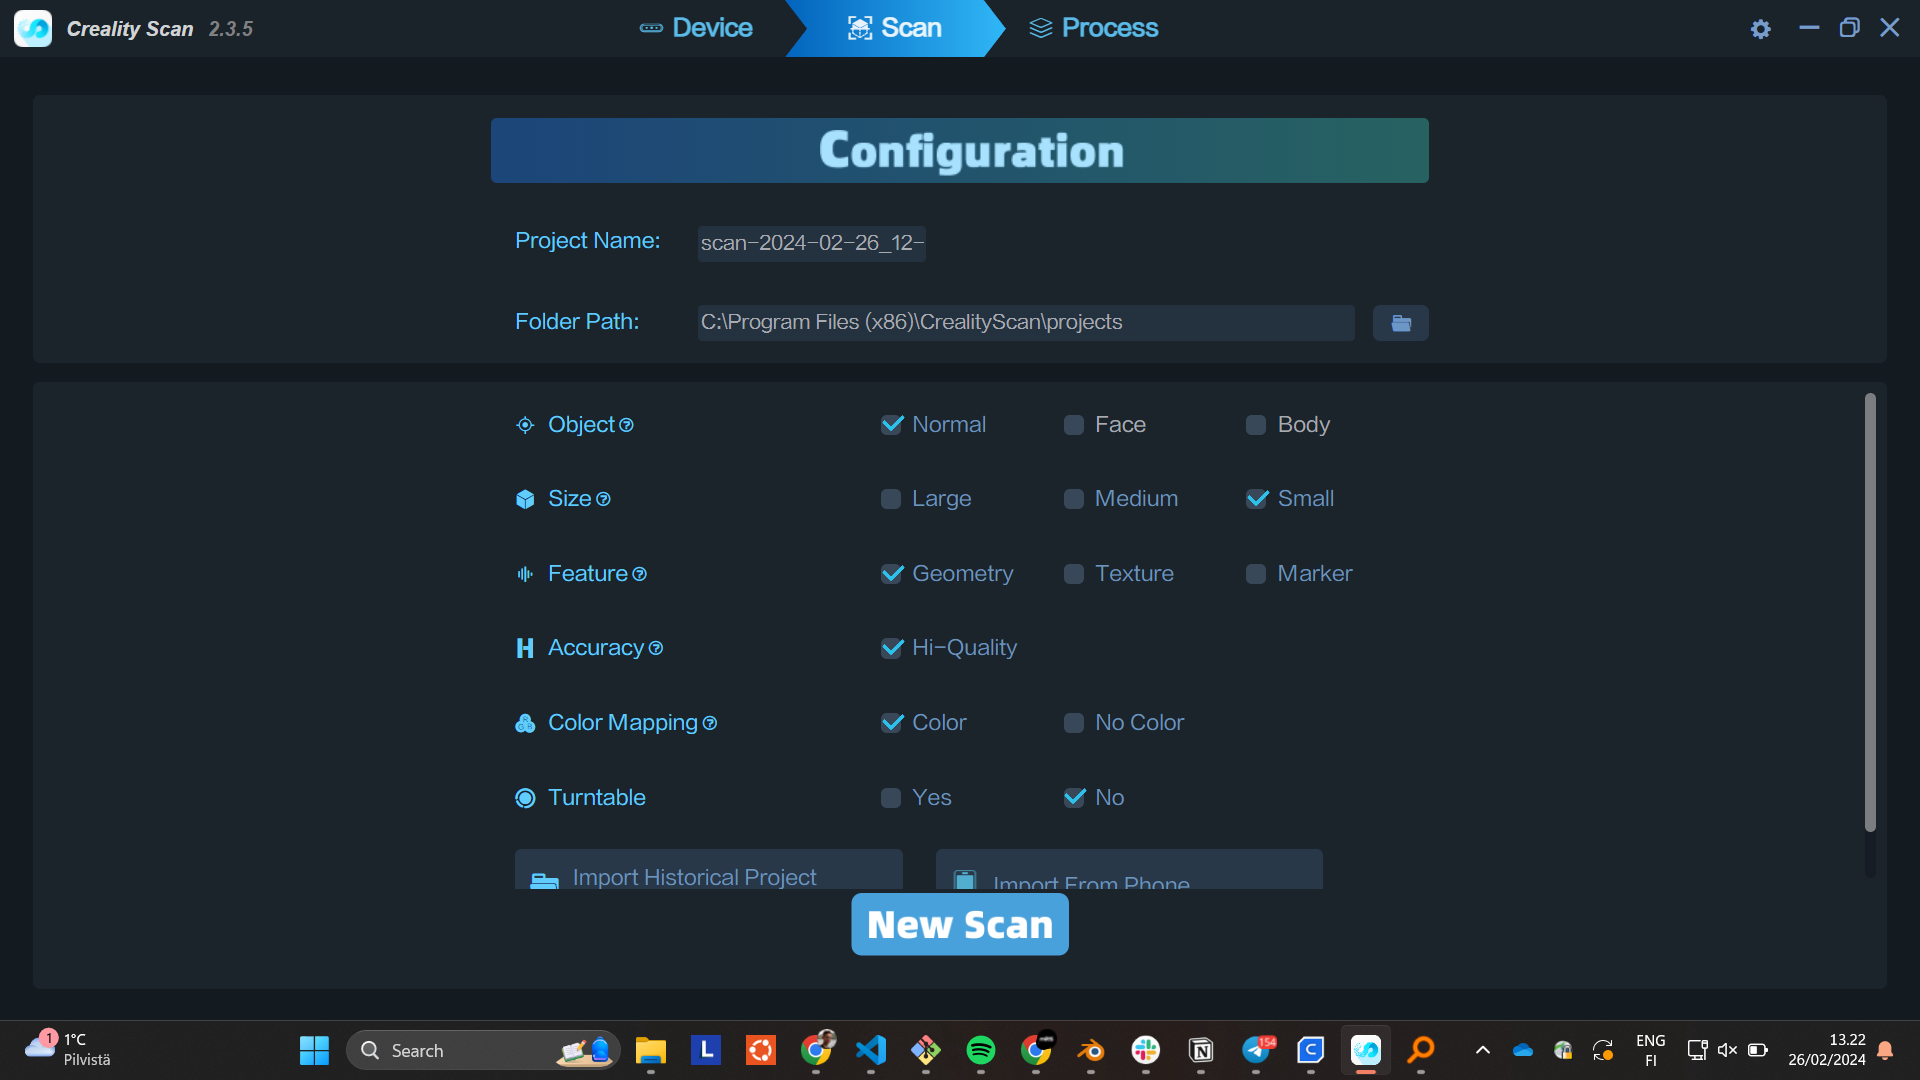 Creality Scan 2.3.5
Device
Scan
Process
Configuration
Project Name: scan-2024-02-26_12-
Folder Path: C:\Program Files (x86)\CrealityScan\projects
Object Normal Face Body
Size Large Medium Small
Feature Geometry Texture Marker
Accuracy Hi-Quality
Color Mapping Color No Color
Turntable Yes No
Import Historical Project Import From Phone
New Scan
1
1°C
Pilvistä
Search
L
154
ENG
FI
13.22
26/02/2024